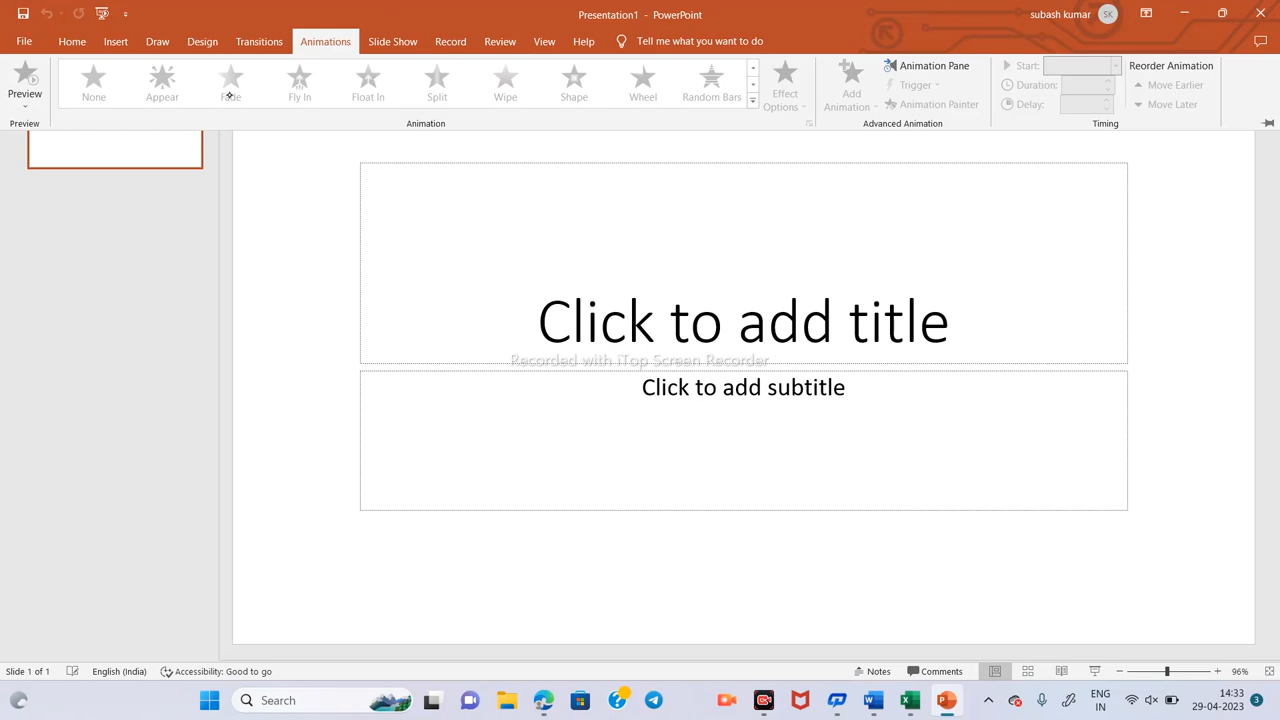 Presentation1 - PowerPoint
subash kumar SK
File Home Insert Draw Design Transitions Animations Slide Show Record Review View Help Tell me what you want to do
Preview
None Appear Fade Fly In Float In Split Wipe Shape Wheel Random Bars
Effect Options
Add Animation
Animation Pane
Trigger
Animation Painter
Start:
Duration:
Delay:
Reorder Animation
Move Earlier
Move Later
Preview Animation Advanced Animation Timing
Click to add title
Recorded with iTop Screen Recorder
Click to add subtitle
Slide 1 of 1 English (India) Accessibility: Good to go Notes Comments 96%
Search
ENG
IN
14:33
29-04-2023
3